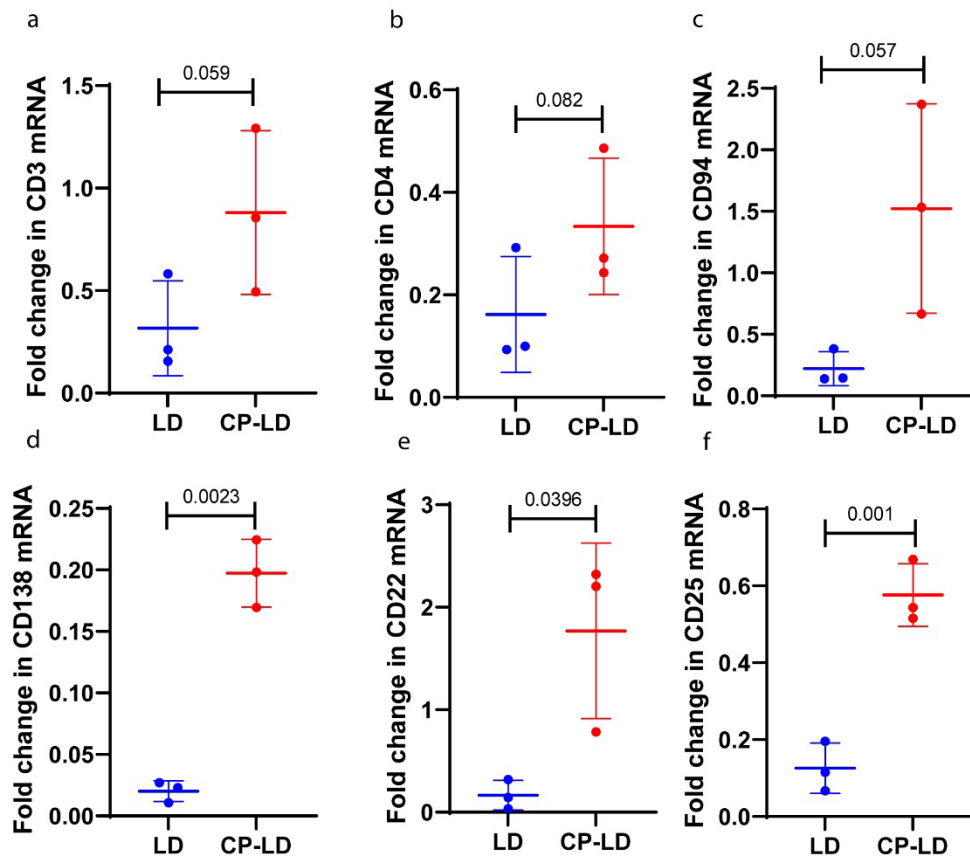 a
0.059
Fold change in CD3 mRNA
1.5
1.0
0.5
0.0
LD CP-LD
b
0.082
Fold change in CD4 mRNA
0.6
0.4
0.2
0.0
LD CP-LD
c
0.057
Fold change in CD94 mRNA
2.5
2.0
1.5
1.0
0.5
0.0
LD CP-LD
d
0.0023
Fold change in CD138 mRNA
0.25
0.20
0.15
0.10
0.05
0.00
LD CP-LD
e
0.0396
Fold change in CD22 mRNA
3
2
1
0
LD CP-LD
f
0.001
Fold change in CD25 mRNA
0.8
0.6
0.4
0.2
0.0
LD CP-LD